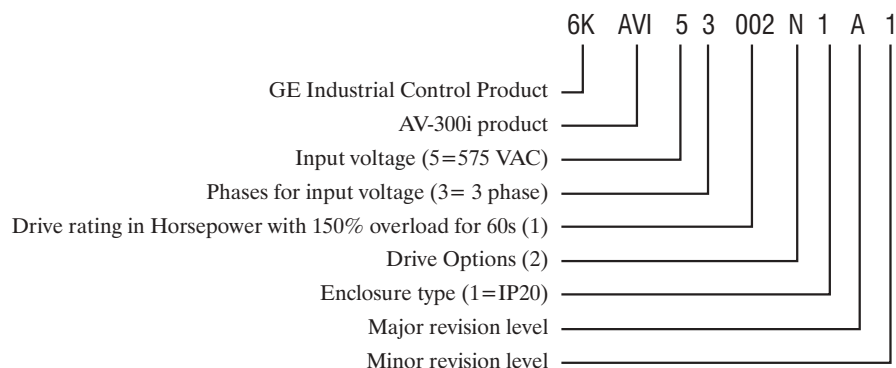 6K AVI 5 3 002 N 1 A 1
GE Industrial Control Product
AV-300i product
Input voltage (5=575 VAC)
Phases for input voltage (3= 3 phase)
Drive rating in Horsepower with 150% overload for 60s (1)
Drive Options (2)
Enclosure type (1=IP20)
Major revision level
Minor revision level